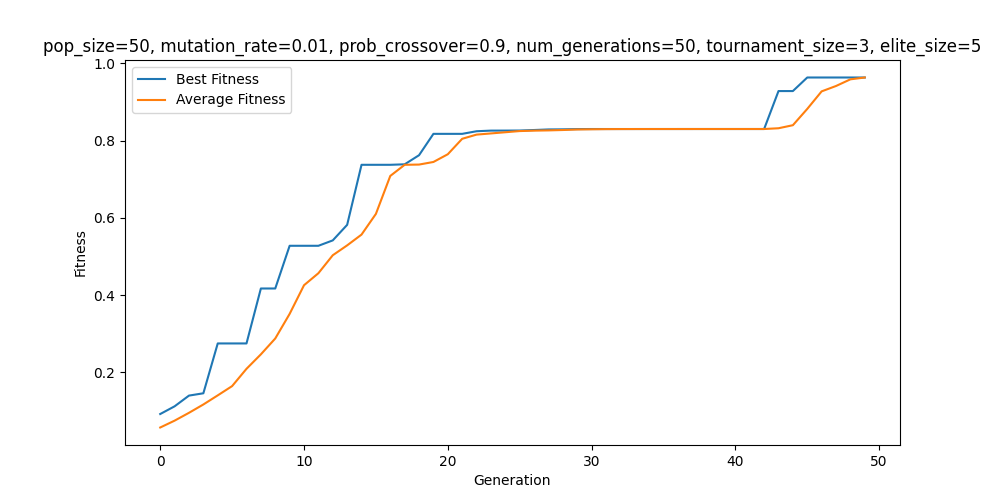 pop_size=50, mutation_rate=0.01, prob_crossover=0.9, num_generations=50, tournament_size=3, elite_size=5
Best Fitness
Average Fitness
1.0
0.8
0.6
0.4
0.2
Fitness
0 10 20 30 40 50
Generation